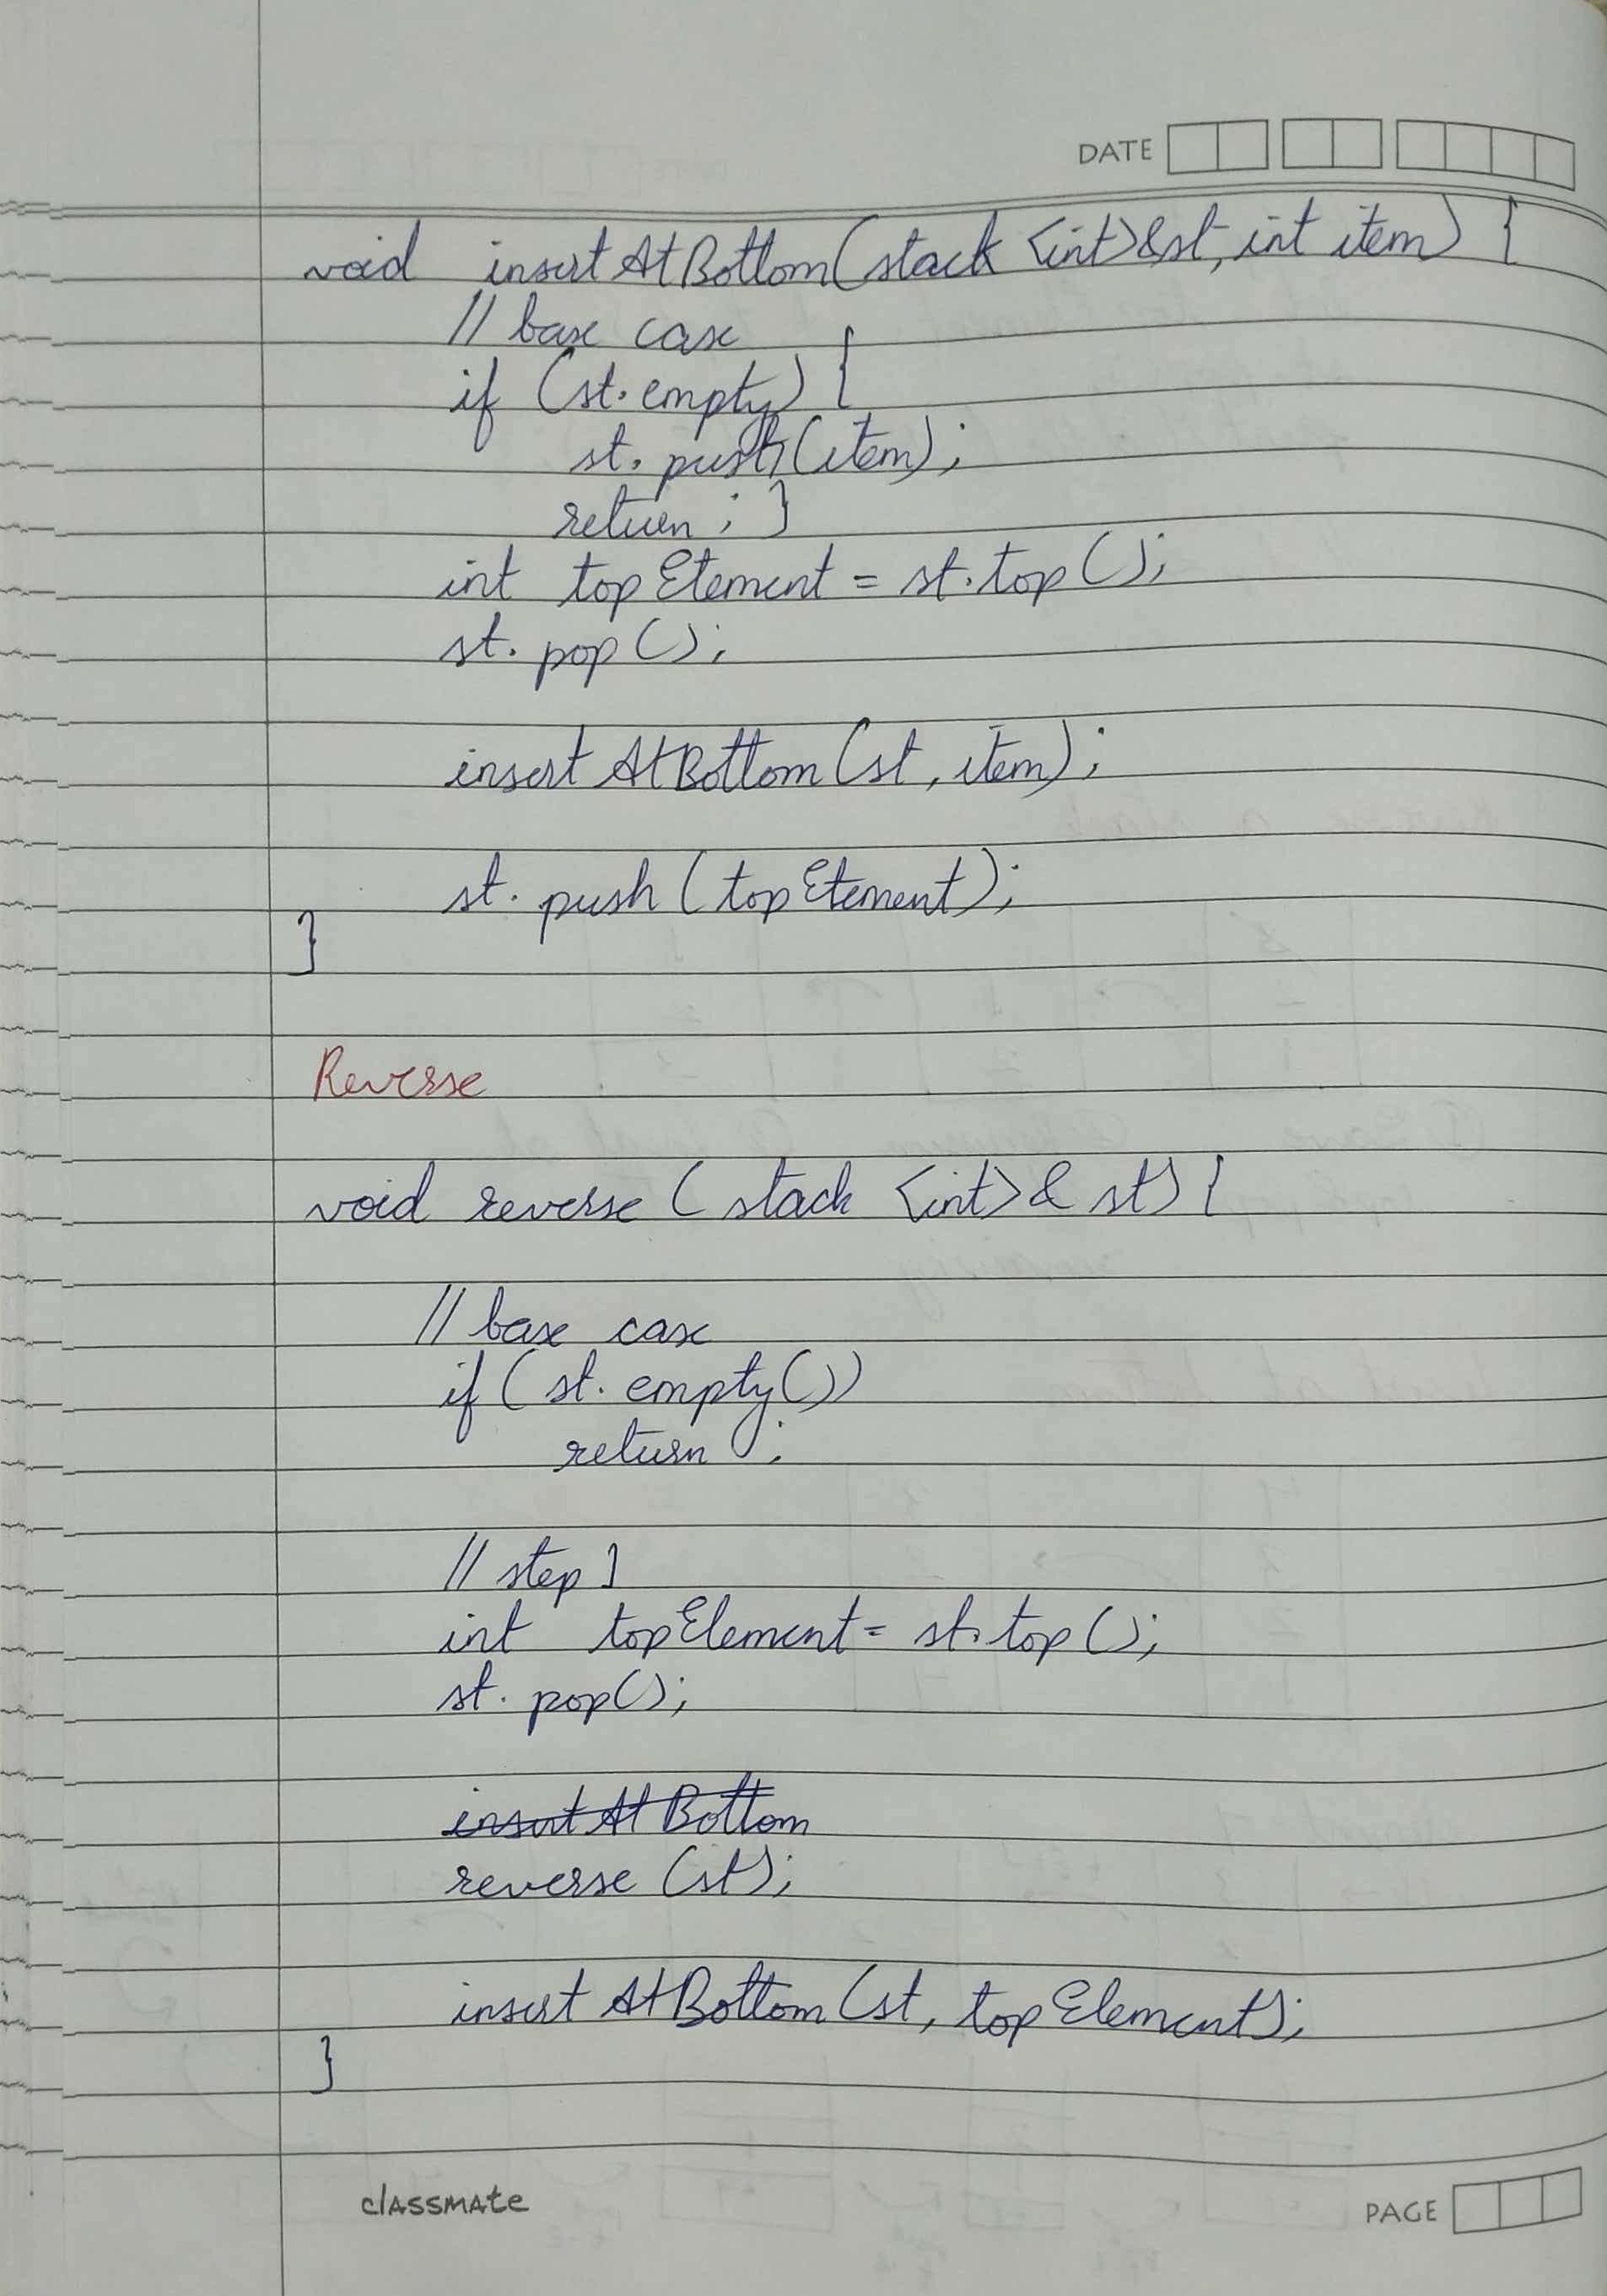 DATE
void insertAtBottom(stack <int>&st, int item) {
// base case
if (st.empty) {
st.push(item);
return ; }
int topEtement = st.top();
st.pop();
insertAtBottom(st, item);
st.push(topEtement);
}
Reverse
void reverse (stack <int>& st) {
// base case
if (st.empty())
return ;
// step 1
int topElement = st.top();
st.pop();
insertAtBottom
reverse (st);
insertAtBottom(st, topElement);
}
classmate
PAGE